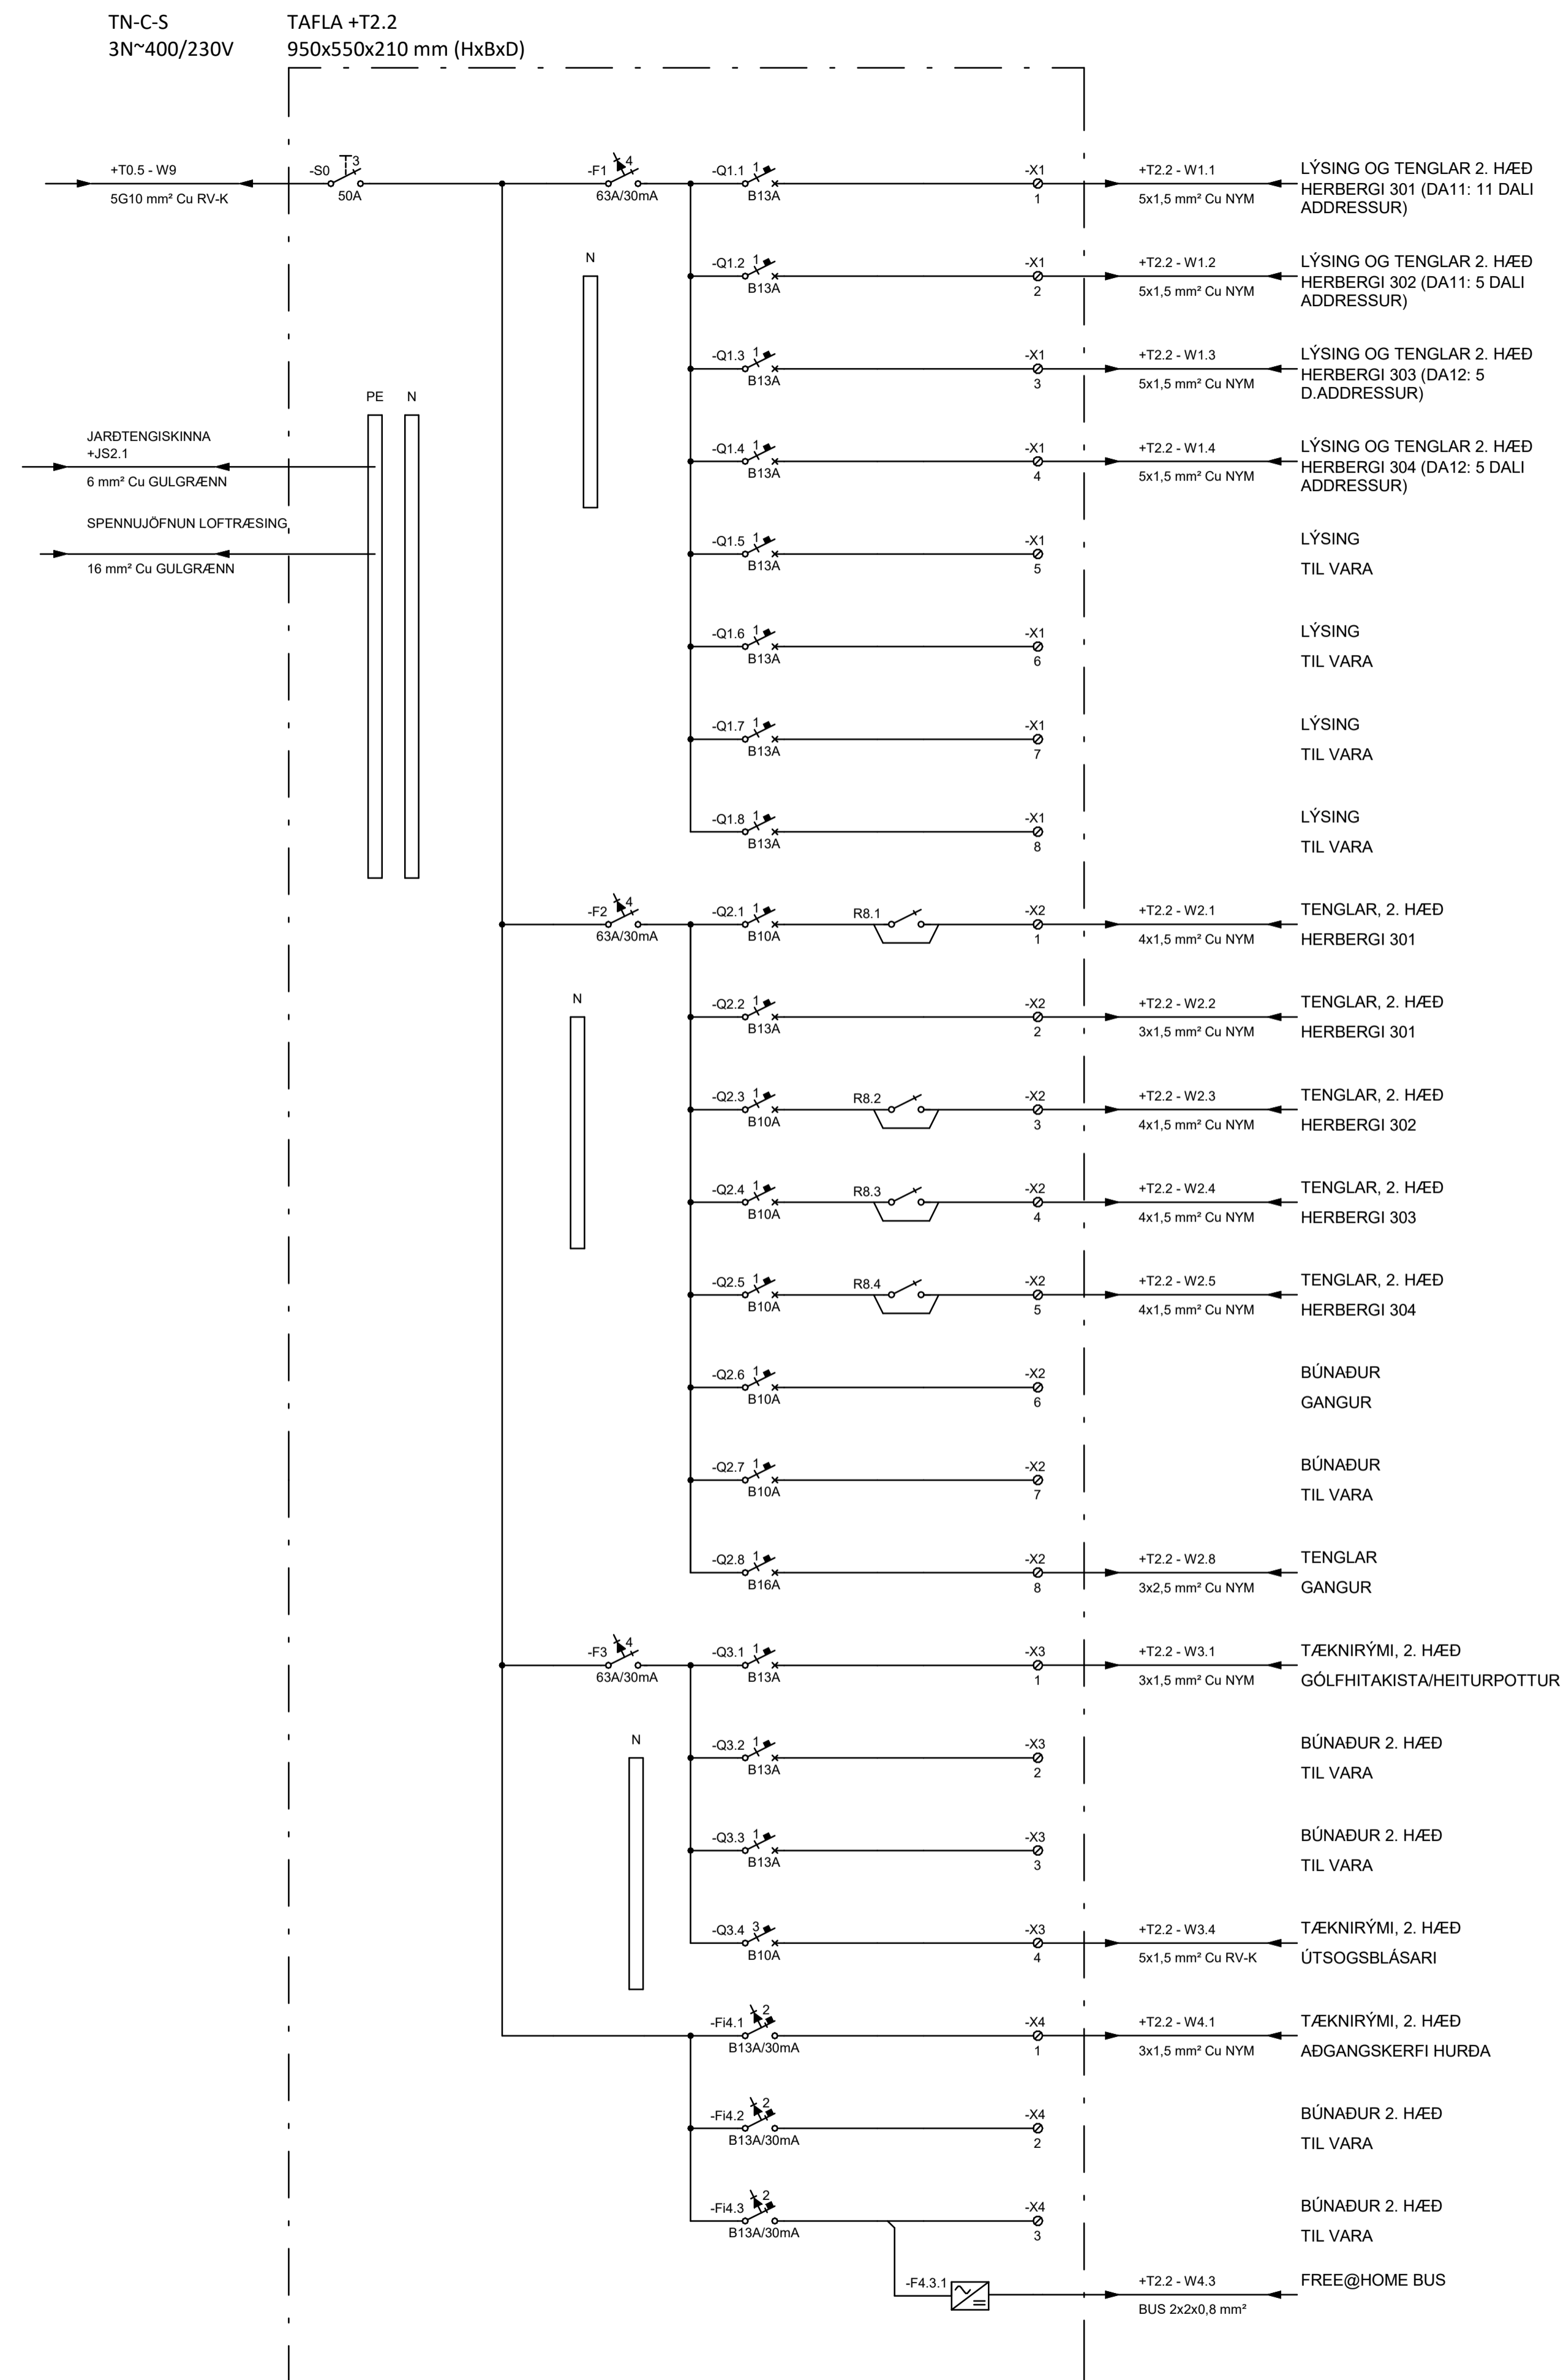 TN-C-S
3N~400/230V
TAFLA +T2.2
950x550x210 mm (HxBxD)
+T0.5 - W9
5G10 mm² Cu RV-K
-S0
3
50A
-F1
4
63A/30mA
-Q1.1
1
B13A
-X1
1
+T2.2 - W1.1
5x1,5 mm² Cu NYM
LÝSING OG TENGLAR 2. HÆÐ
HERBERGI 301 (DA11: 11 DALI
ADDRESSUR)
N
-Q1.2
1
B13A
-X1
2
+T2.2 - W1.2
5x1,5 mm² Cu NYM
LÝSING OG TENGLAR 2. HÆÐ
HERBERGI 302 (DA11: 5 DALI
ADDRESSUR)
-Q1.3
1
B13A
-X1
3
+T2.2 - W1.3
5x1,5 mm² Cu NYM
LÝSING OG TENGLAR 2. HÆÐ
HERBERGI 303 (DA12: 5
D.ADDRESSUR)
PE
N
JARÐTENGISKINNA
+JS2.1
6 mm² Cu GULGRÆNN
-Q1.4
1
B13A
-X1
4
+T2.2 - W1.4
5x1,5 mm² Cu NYM
LÝSING OG TENGLAR 2. HÆÐ
HERBERGI 304 (DA12: 5 DALI
ADDRESSUR)
SPENNUJÖFNUN LOFTRÆSING
16 mm² Cu GULGRÆNN
-Q1.5
1
B13A
-X1
5
LÝSING
TIL VARA
-Q1.6
1
B13A
-X1
6
LÝSING
TIL VARA
-Q1.7
1
B13A
-X1
7
LÝSING
TIL VARA
-Q1.8
1
B13A
-X1
8
LÝSING
TIL VARA
-F2
4
63A/30mA
-Q2.1
1
B10A
R8.1
-X2
1
+T2.2 - W2.1
4x1,5 mm² Cu NYM
TENGLAR, 2. HÆÐ
HERBERGI 301
N
-Q2.2
1
B13A
-X2
2
+T2.2 - W2.2
3x1,5 mm² Cu NYM
TENGLAR, 2. HÆÐ
HERBERGI 301
-Q2.3
1
B10A
R8.2
-X2
3
+T2.2 - W2.3
4x1,5 mm² Cu NYM
TENGLAR, 2. HÆÐ
HERBERGI 302
-Q2.4
1
B10A
R8.3
-X2
4
+T2.2 - W2.4
4x1,5 mm² Cu NYM
TENGLAR, 2. HÆÐ
HERBERGI 303
-Q2.5
1
B10A
R8.4
-X2
5
+T2.2 - W2.5
4x1,5 mm² Cu NYM
TENGLAR, 2. HÆÐ
HERBERGI 304
-Q2.6
1
B10A
-X2
6
BÚNAÐUR
GANGUR
-Q2.7
1
B10A
-X2
7
BÚNAÐUR
TIL VARA
-Q2.8
1
B16A
-X2
8
+T2.2 - W2.8
3x2,5 mm² Cu NYM
TENGLAR
GANGUR
-F3
4
63A/30mA
-Q3.1
1
B13A
-X3
1
+T2.2 - W3.1
3x1,5 mm² Cu NYM
TÆKNIRÝMI, 2. HÆÐ
GÓLFHITAKISTA/HEITURPOTTUR
N
-Q3.2
1
B13A
-X3
2
BÚNAÐUR 2. HÆÐ
TIL VARA
-Q3.3
1
B13A
-X3
3
BÚNAÐUR 2. HÆÐ
TIL VARA
-Q3.4
3
B10A
-X3
4
+T2.2 - W3.4
5x1,5 mm² Cu RV-K
TÆKNIRÝMI, 2. HÆÐ
ÚTSOGSBLÁSARI
-Fi4.1
2
B13A/30mA
-X4
1
+T2.2 - W4.1
3x1,5 mm² Cu NYM
TÆKNIRÝMI, 2. HÆÐ
AÐGANGSKERFI HURÐA
-Fi4.2
2
B13A/30mA
-X4
2
BÚNAÐUR 2. HÆÐ
TIL VARA
-Fi4.3
2
B13A/30mA
-X4
3
BÚNAÐUR 2. HÆÐ
TIL VARA
-F4.3.1
+T2.2 - W4.3
BUS 2x2x0,8 mm²
FREE@HOME BUS